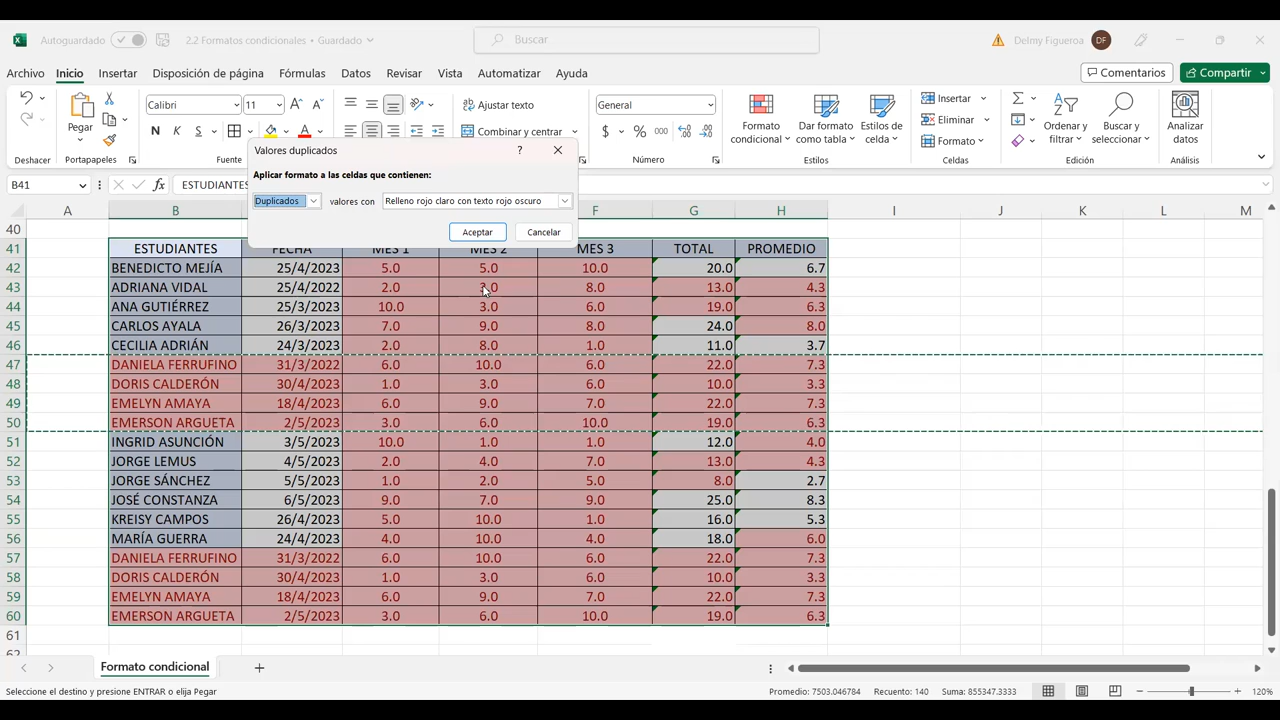 Autoguardado 2.2 Formatos condicionales • Guardado Buscar Delmy Figueroa DF
Archivo Inicio Insertar Disposición de página Fórmulas Datos Revisar Vista Automatizar Ayuda Comentarios Compartir
Calibri 11 Ajustar texto General Insertar
Pegar N K S Combinar y centrar $ % 000 Formato condicional Dar formato como tabla Estilos de celda Eliminar Formato Ordenar y filtrar Buscar y seleccionar Analizar datos
Deshacer Portapapeles Fuente Número Estilos Celdas Edición Análisis
Valores duplicados ?
Aplicar formato a las celdas que contienen:
Duplicados valores con Relleno rojo claro con texto rojo oscuro
Aceptar Cancelar
B41 fx ESTUDIANTES
A B F G H I J K L M
40
41 ESTUDIANTES FECHA MES 1 MES 2 MES 3 TOTAL PROMEDIO
42 BENEDICTO MEJÍA 25/4/2023 5.0 5.0 10.0 20.0 6.7
43 ADRIANA VIDAL 25/4/2022 2.0 3.0 8.0 13.0 4.3
44 ANA GUTIÉRREZ 25/3/2023 10.0 3.0 6.0 19.0 6.3
45 CARLOS AYALA 26/3/2023 7.0 9.0 8.0 24.0 8.0
46 CECILIA ADRIÁN 24/3/2023 2.0 8.0 1.0 11.0 3.7
47 DANIELA FERRUFINO 31/3/2022 6.0 10.0 6.0 22.0 7.3
48 DORIS CALDERÓN 30/4/2023 1.0 3.0 6.0 10.0 3.3
49 EMELYN AMAYA 18/4/2023 6.0 9.0 7.0 22.0 7.3
50 EMERSON ARGUETA 2/5/2023 3.0 6.0 10.0 19.0 6.3
51 INGRID ASUNCIÓN 3/5/2023 10.0 1.0 1.0 12.0 4.0
52 JORGE LEMUS 4/5/2023 2.0 4.0 7.0 13.0 4.3
53 JORGE SÁNCHEZ 5/5/2023 1.0 2.0 5.0 8.0 2.7
54 JOSÉ CONSTANZA 6/5/2023 9.0 7.0 9.0 25.0 8.3
55 KREISY CAMPOS 26/4/2023 5.0 10.0 1.0 16.0 5.3
56 MARÍA GUERRA 24/4/2023 4.0 10.0 4.0 18.0 6.0
57 DANIELA FERRUFINO 31/3/2022 6.0 10.0 6.0 22.0 7.3
58 DORIS CALDERÓN 30/4/2023 1.0 3.0 6.0 10.0 3.3
59 EMELYN AMAYA 18/4/2023 6.0 9.0 7.0 22.0 7.3
60 EMERSON ARGUETA 2/5/2023 3.0 6.0 10.0 19.0 6.3
61
62
Formato condicional
Seleccione el destino y presione ENTRAR o elija Pegar Promedio: 7503.046784 Recuento: 140 Suma: 855347.3333 120%